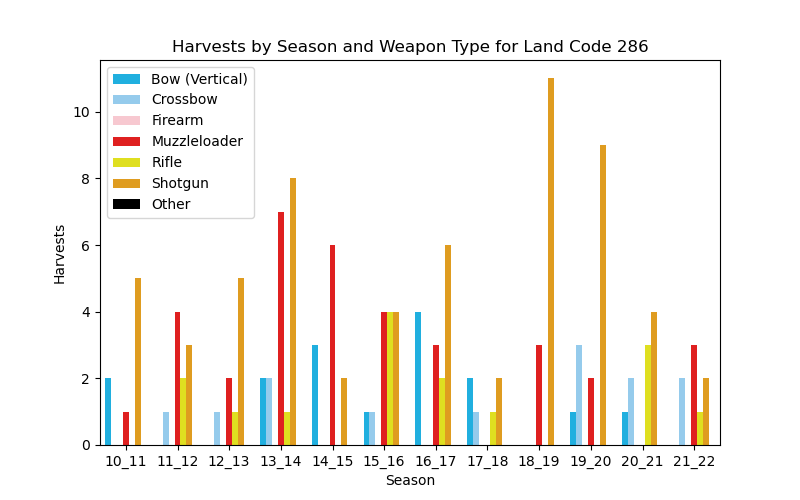 Harvests by Season and Weapon Type for Land Code 286
Bow (Vertical)
Crossbow
Firearm
Muzzleloader
Rifle
Shotgun
Other
10
8
6
4
2
0
Harvests
10_11 11_12 12_13 13_14 14_15 15_16 16_17 17_18 18_19 19_20 20_21 21_22
Season